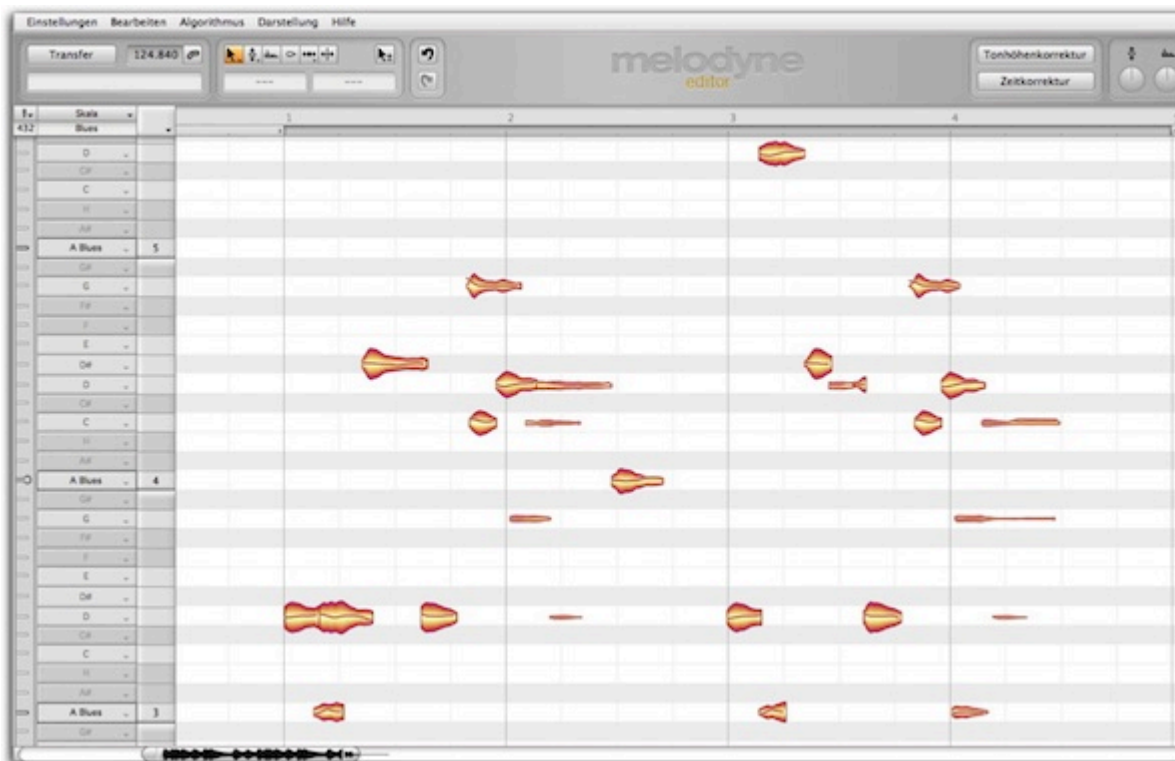 Einstellungen Bearbeiten Algorithmus Darstellung Hilfe
Transfer 124.840
melodyne
editor
Tonhöhenkorrektur
Zeitkorrektur
--- ---
Skala
432 Blues
1 2 3 4
D
C#
C
H
A#
A Blues 5
G#
G
F#
F
E
D#
D
C#
C
H
A#
A Blues 4
G#
G
F#
F
E
D#
D
C#
C
H
A#
A Blues 3
G#